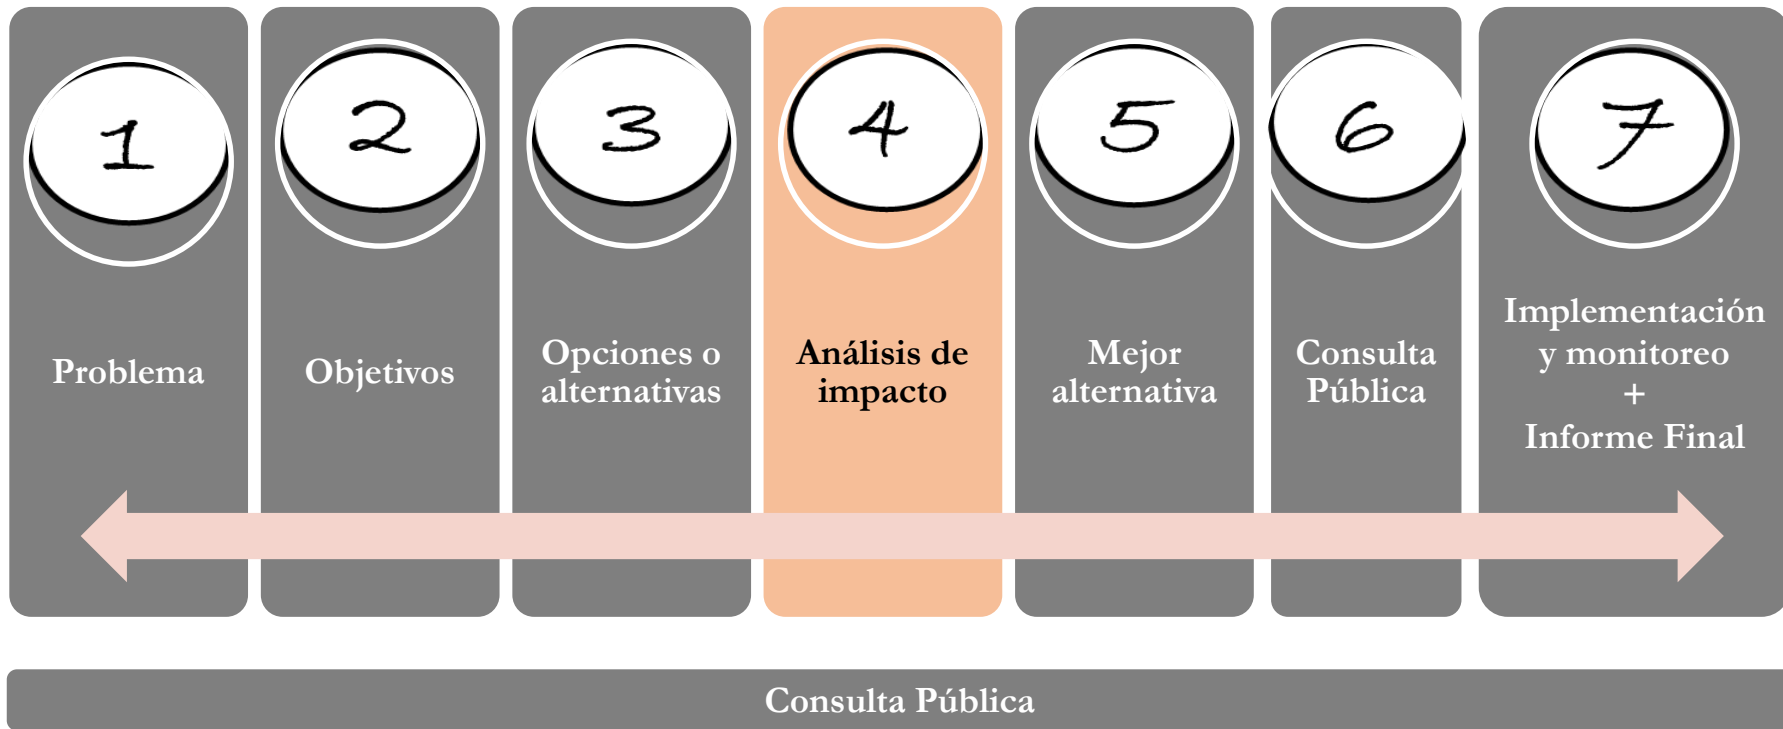 1
Problema
2
Objetivos
3
Opciones o
alternativas
4
Análisis de
impacto
5
Mejor
alternativa
6
Consulta
Pública
7
Implementación
y monitoreo
+
Informe Final
Consulta Pública